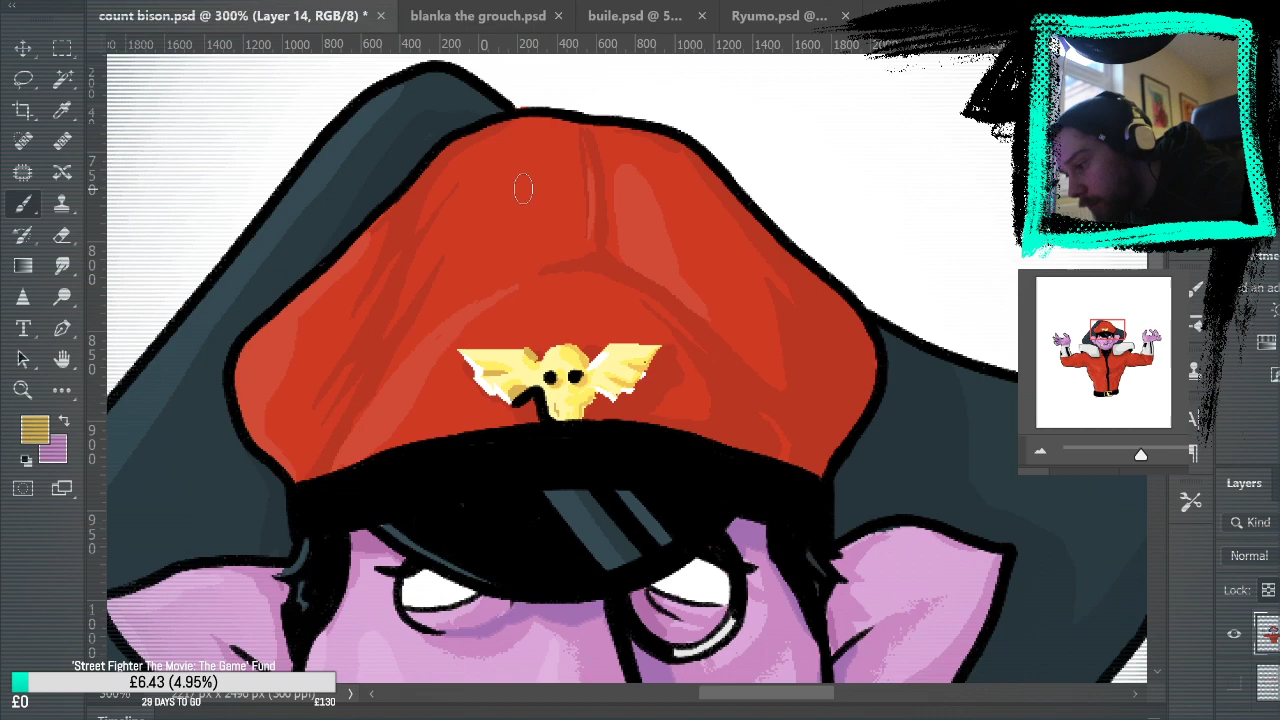 count bison.psd @ 300% (Layer 14, RGB/8) *
blanka the grouch.psd
buile.psd @ 5...
Ryumo.psd @...
1800 1600 1400 1200 1000 800 600 400 200 0 200 400 600 800 1000 1200 1400 1600 1800
Layers
Kind
Normal
Lock:
'Street Fighter The Movie: The Game' Fund
£6.43 (4.95%)
£0
29 DAYS TO GO
£130